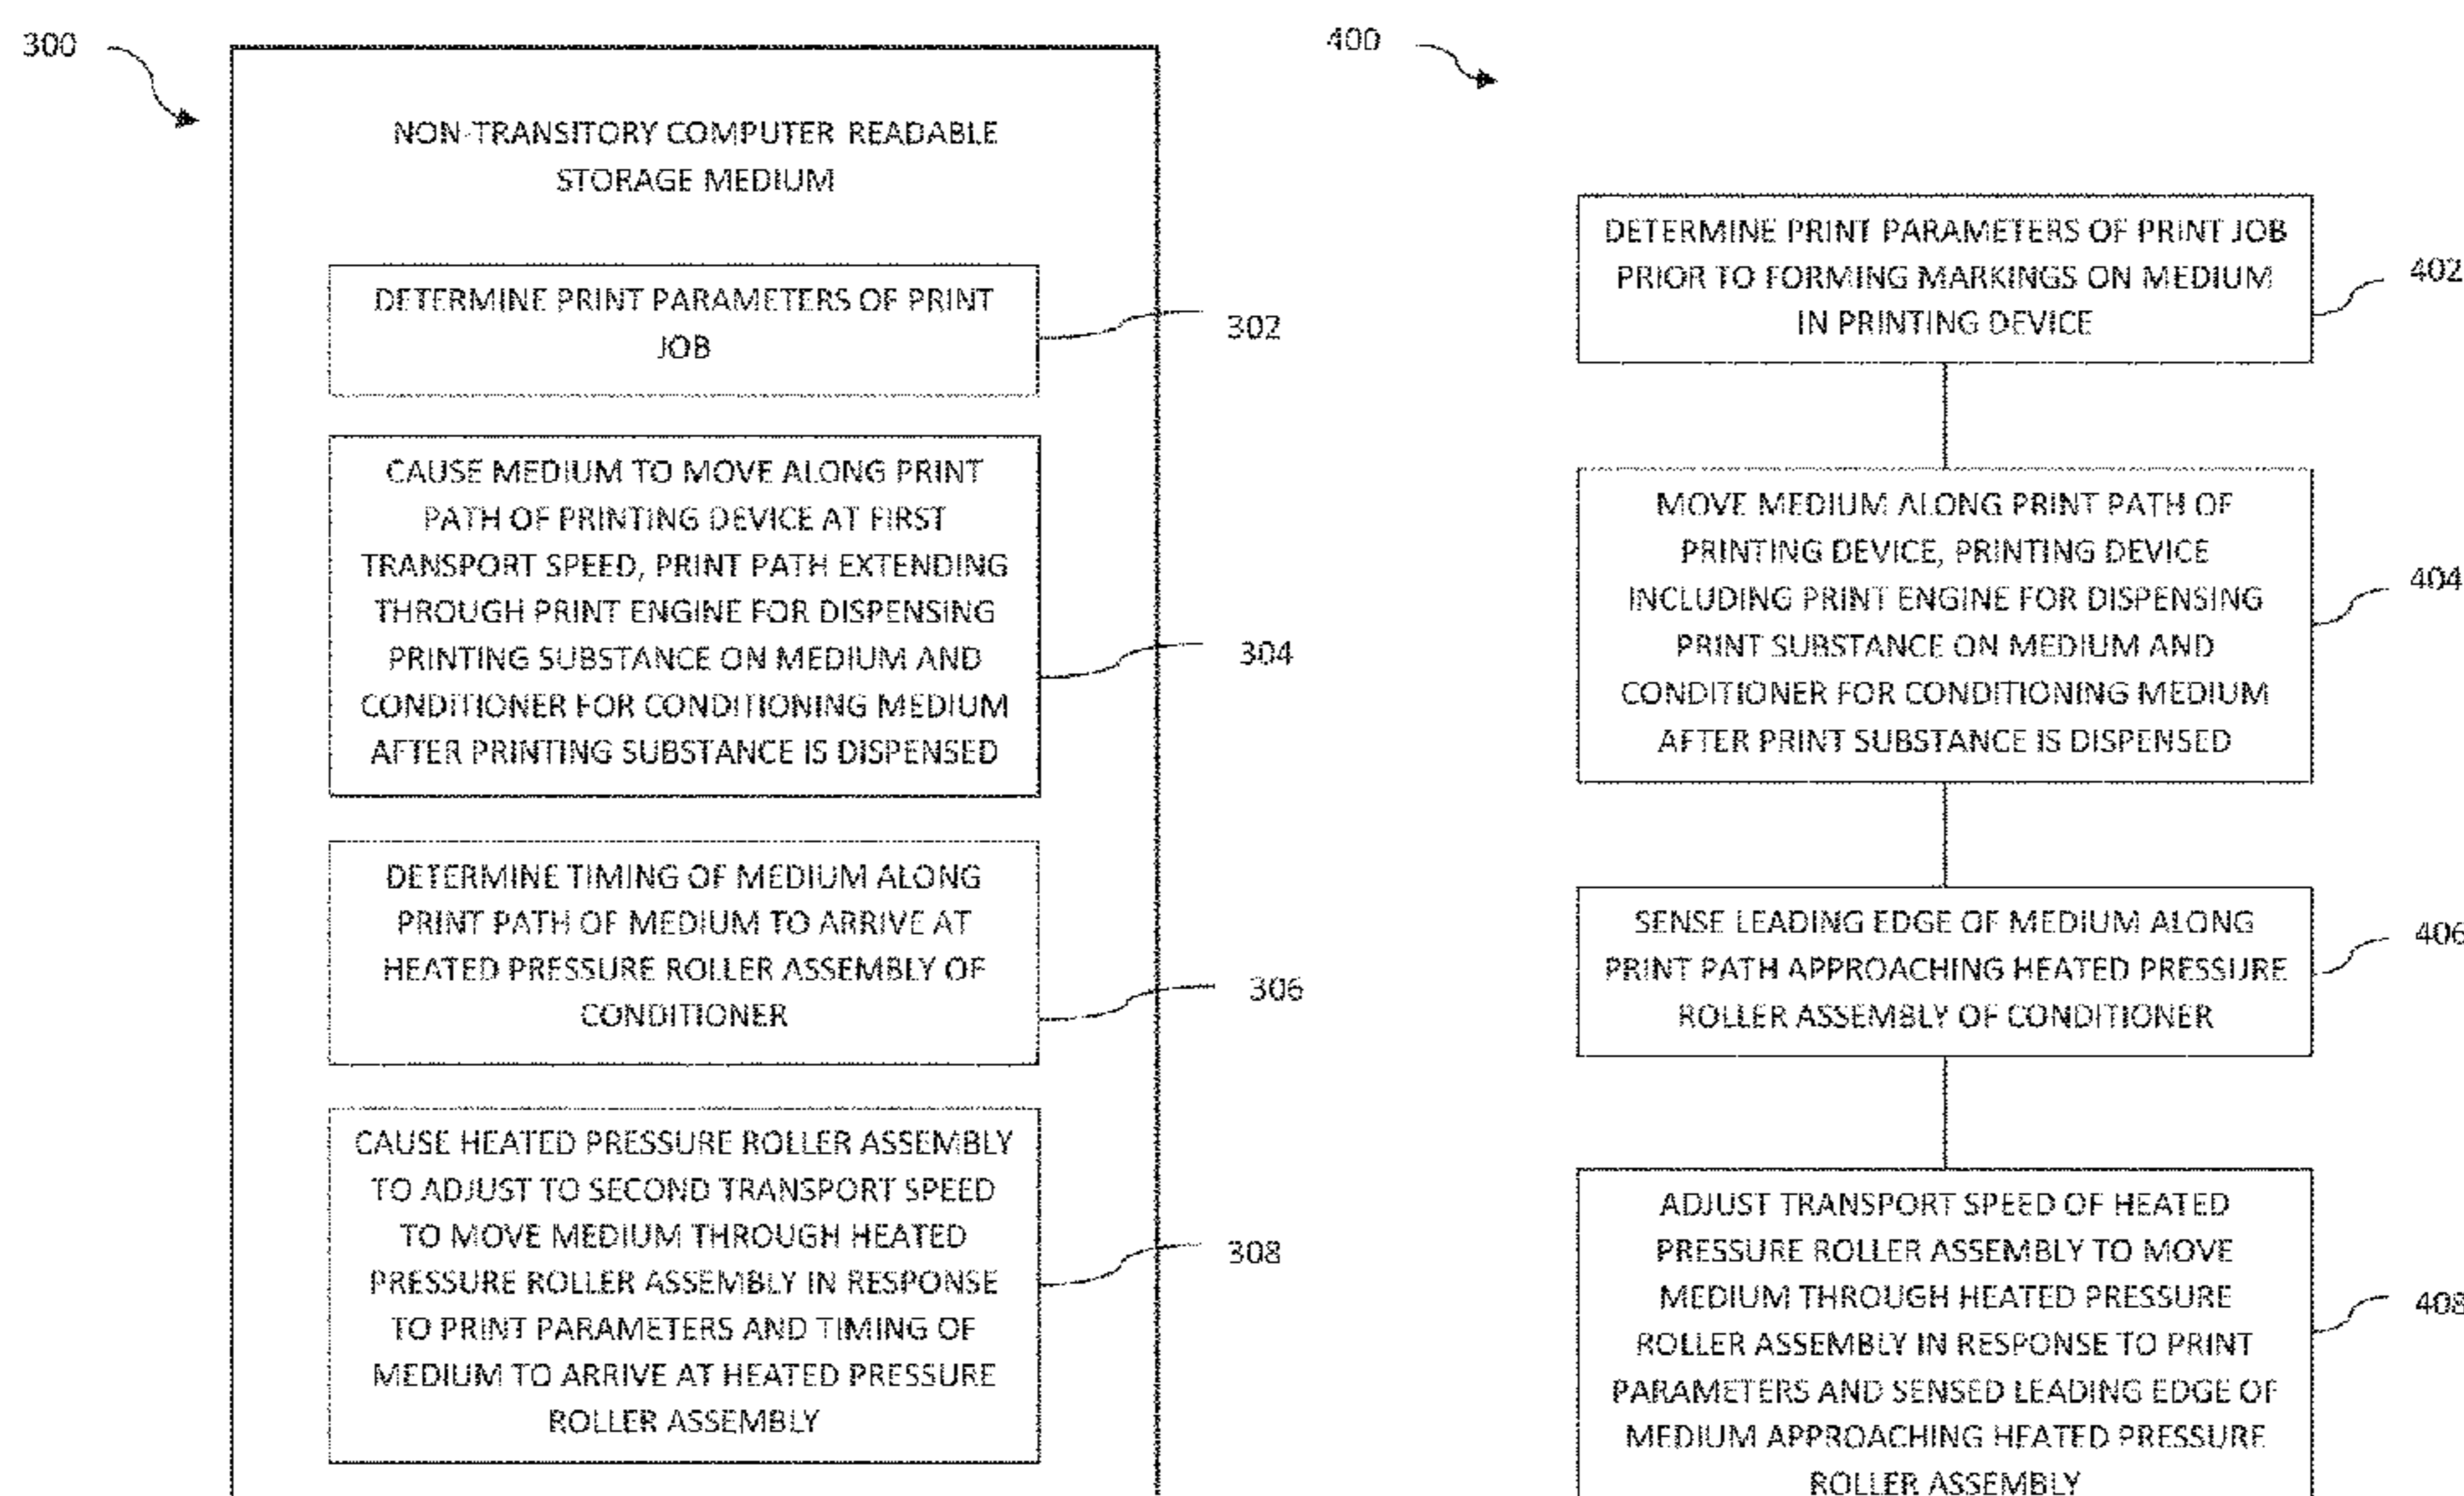 300
NON-TRANSITORY COMPUTER READABLE
STORAGE MEDIUM
DETERMINE PRINT PARAMETERS OF PRINT
JOB
302
CAUSE MEDIUM TO MOVE ALONG PRINT
PATH OF PRINTING DEVICE AT FIRST
TRANSPORT SPEED, PRINT PATH EXTENDING
THROUGH PRINT ENGINE FOR DISPENSING
PRINTING SUBSTANCE ON MEDIUM AND
CONDITIONER FOR CONDITIONING MEDIUM
AFTER PRINTING SUBSTANCE IS DISPENSED
304
DETERMINE TIMING OF MEDIUM ALONG
PRINT PATH OF MEDIUM TO ARRIVE AT
HEATED PRESSURE ROLLER ASSEMBLY OF
CONDITIONER
306
CAUSE HEATED PRESSURE ROLLER ASSEMBLY
TO ADJUST TO SECOND TRANSPORT SPEED
TO MOVE MEDIUM THROUGH HEATED
PRESSURE ROLLER ASSEMBLY IN RESPONSE
TO PRINT PARAMETERS AND TIMING OF
MEDIUM TO ARRIVE AT HEATED PRESSURE
ROLLER ASSEMBLY
308
400
DETERMINE PRINT PARAMETERS OF PRINT JOB
PRIOR TO FORMING MARKINGS ON MEDIUM
IN PRINTING DEVICE
402
MOVE MEDIUM ALONG PRINT PATH OF
PRINTING DEVICE, PRINTING DEVICE
INCLUDING PRINT ENGINE FOR DISPENSING
PRINT SUBSTANCE ON MEDIUM AND
CONDITIONER FOR CONDITIONING MEDIUM
AFTER PRINT SUBSTANCE IS DISPENSED
404
SENSE LEADING EDGE OF MEDIUM ALONG
PRINT PATH APPROACHING HEATED PRESSURE
ROLLER ASSEMBLY OF CONDITIONER
406
ADJUST TRANSPORT SPEED OF HEATED
PRESSURE ROLLER ASSEMBLY TO MOVE
MEDIUM THROUGH HEATED PRESSURE
ROLLER ASSEMBLY IN RESPONSE TO PRINT
PARAMETERS AND SENSED LEADING EDGE OF
MEDIUM APPROACHING HEATED PRESSURE
ROLLER ASSEMBLY
408